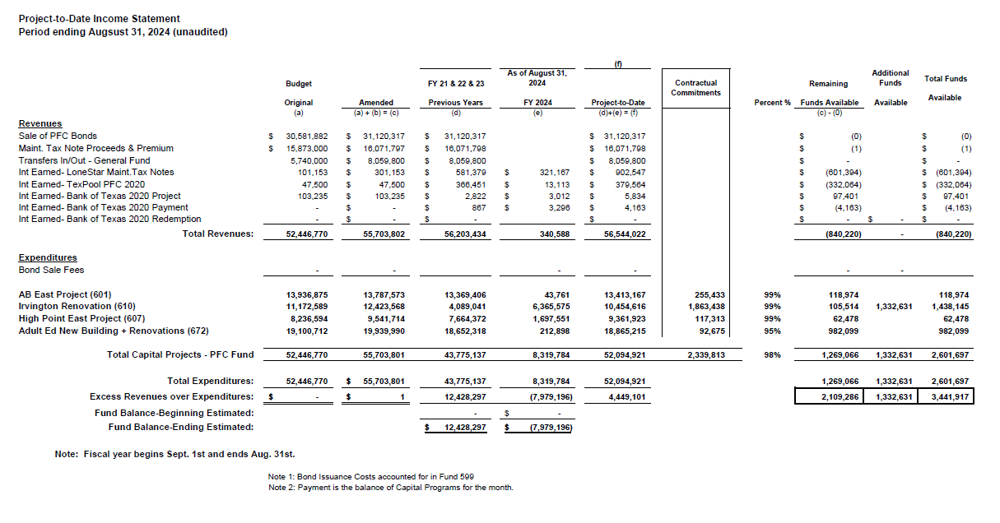 Project-to-Date Income Statement
Period ending Augsust 31, 2024 (unaudited)
(f)
As of August 31, Additional
Budget FY 21 & 22 & 23 2024 Contractual Remaining Funds Total Funds
Commitments
Original Amended Previous Years FY 2024 Project-to-Date Percent % Funds Available Available Available
(a) (a) + (b) = (c) (d) (e) (d)+(e) = (f) (c) - (0)
Revenues
Sale of PFC Bonds $ 30,581,882 $ 31,120,317 $ 31,120,317 $ 31,120,317 $ (0) $ (0)
Maint. Tax Note Proceeds & Premium $ 15,873,000 $ 16,071,797 $ 16,071,798 $ 16,071,798 $ (1) $ (1)
Transfers In/Out - General Fund 5,740,000 $ 8,059,800 $ 8,059,800 $ 8,059,800 $ - $ -
Int Earned- LoneStar Maint.Tax Notes 101,153 $ 301,153 $ 581,379 $ 321,167 $ 902,547 $ (601,394) $ (601,394)
Int Earned- TexPool PFC 2020 47,500 $ 47,500 $ 366,451 $ 13,113 $ 379,564 $ (332,064) $ (332,064)
Int Earned- Bank of Texas 2020 Project 103,235 $ 103,235 $ 2,822 $ 3,012 $ 5,834 $ 97,401 $ 97,401
Int Earned- Bank of Texas 2020 Payment - $ - $ 867 $ 3,296 $ 4,163 $ (4,163) $ (4,163)
Int Earned- Bank of Texas 2020 Redemption - $ - $ - $ - $ - $ - $ -
Total Revenues: 52,446,770 55,703,802 56,203,434 340,588 56,544,022 (840,220) - (840,220)
Expenditures
Bond Sale Fees - - - - - -
AB East Project (601) 13,936,875 13,787,573 13,369,406 43,761 13,413,167 255,433 99% 118,974 118,974
Irvington Renovation (610) 11,172,589 12,423,568 4,089,041 6,365,575 10,454,616 1,863,438 99% 105,514 1,332,631 1,438,145
High Point East Project (607) 8,236,594 9,541,714 7,664,372 1,697,551 9,361,923 117,313 99% 62,478 62,478
Adult Ed New Building + Renovations (672) 19,100,712 19,939,990 18,652,318 212,898 18,865,215 92,675 95% 982,099 982,099
Total Capital Projects - PFC Fund 52,446,770 55,703,801 43,775,137 8,319,784 52,094,921 2,339,813 98% 1,269,066 1,332,631 2,601,697
Total Expenditures: 52,446,770 $ 55,703,801 43,775,137 8,319,784 52,094,921 1,269,066 1,332,631 2,601,697
Excess Revenues over Expenditures: $ - $ 1 12,428,297 (7,979,196) 4,449,101 2,109,286 1,332,631 3,441,917
Fund Balance-Beginning Estimated: - $ -
Fund Balance-Ending Estimated: $ 12,428,297 $ (7,979,196)
Note: Fiscal year begins Sept. 1st and ends Aug. 31st.
Note 1: Bond Issuance Costs accounted for in Fund 599
Note 2: Payment is the balance of Capital Programs for the month.